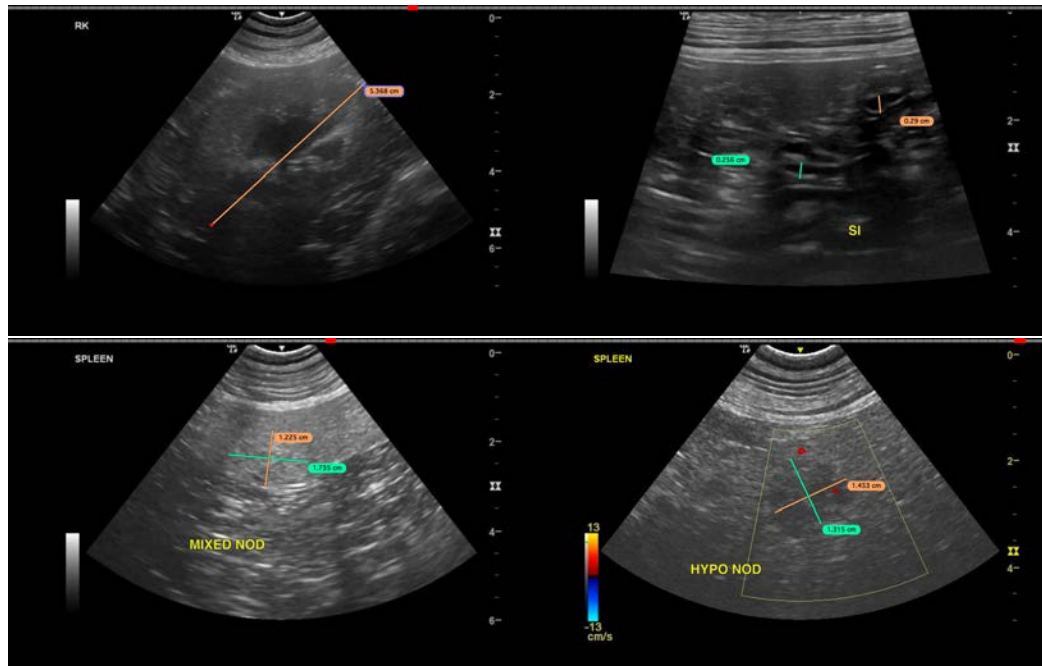 RK
0-
5.368 cm
2-
4-
6-
2-
0.29 cm
0.256 cm
SI
4-
SPLEEN
0-
1.225 cm
2-
1.735 cm
4-
MIXED NOD
6-
SPLEEN
0-
2-
1.453 cm
1.315 cm
13
HYPO NOD
4-
-13
cm/s